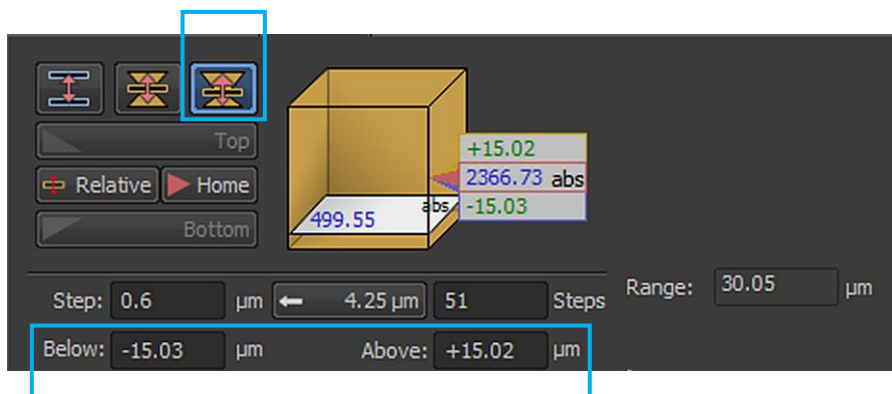 Top
+15.02
2366.73 abs
Relative Home
-15.03
abs
499.55
Bottom
Step: 0.6 µm 4.25 µm 51 Steps Range: 30.05 µm
Below: -15.03 µm Above: +15.02 µm